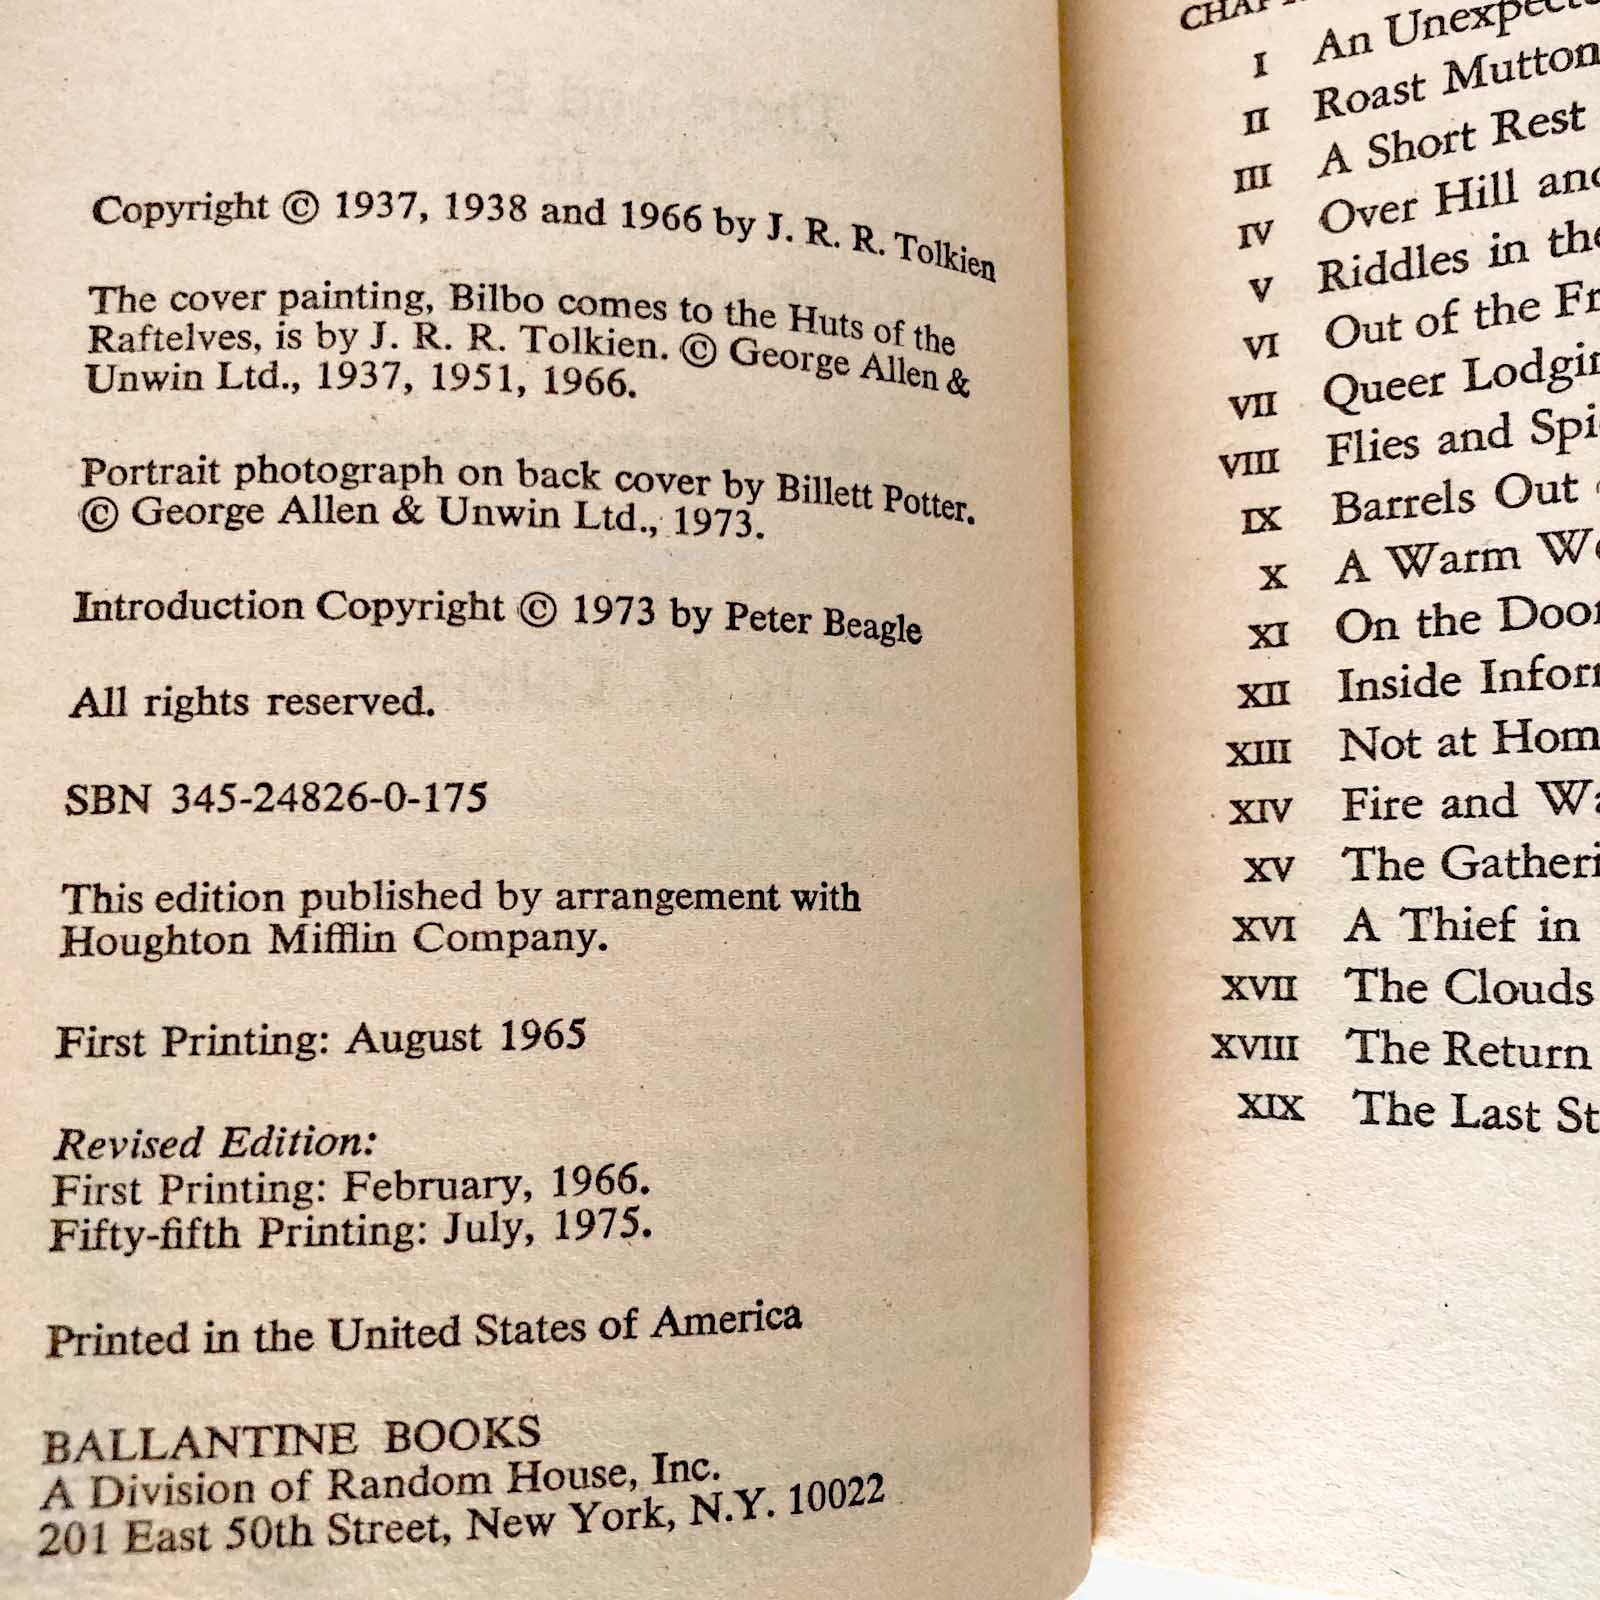 Copyright © 1937, 1938 and 1966 by J. R. R. Tolkien
The cover painting, Bilbo comes to the Huts of the
Raftelves, is by J. R. R. Tolkien. © George Allen &
Unwin Ltd., 1937, 1951, 1966.
Portrait photograph on back cover by Billett Potter.
© George Allen & Unwin Ltd., 1973.
Introduction Copyright © 1973 by Peter Beagle
All rights reserved.
SBN 345-24826-0-175
This edition published by arrangement with
Houghton Mifflin Company.
First Printing: August 1965
Revised Edition:
First Printing: February, 1966.
Fifty-fifth Printing: July, 1975.
Printed in the United States of America
BALLANTINE BOOKS
A Division of Random House, Inc.
201 East 50th Street, New York, N.Y. 10022
I An
II Roast Mutton
III A Short Rest
IV Over Hill
V Riddles in the
VI Out of the
VII Queer
VIII Flies and
IX Barrels Out
X A Warm
XI On the
XII Inside
XIII Not at
XIV Fire and
XV The
XVI A Thief in
XVII The Clouds
XVIII The Return
XIX The Last